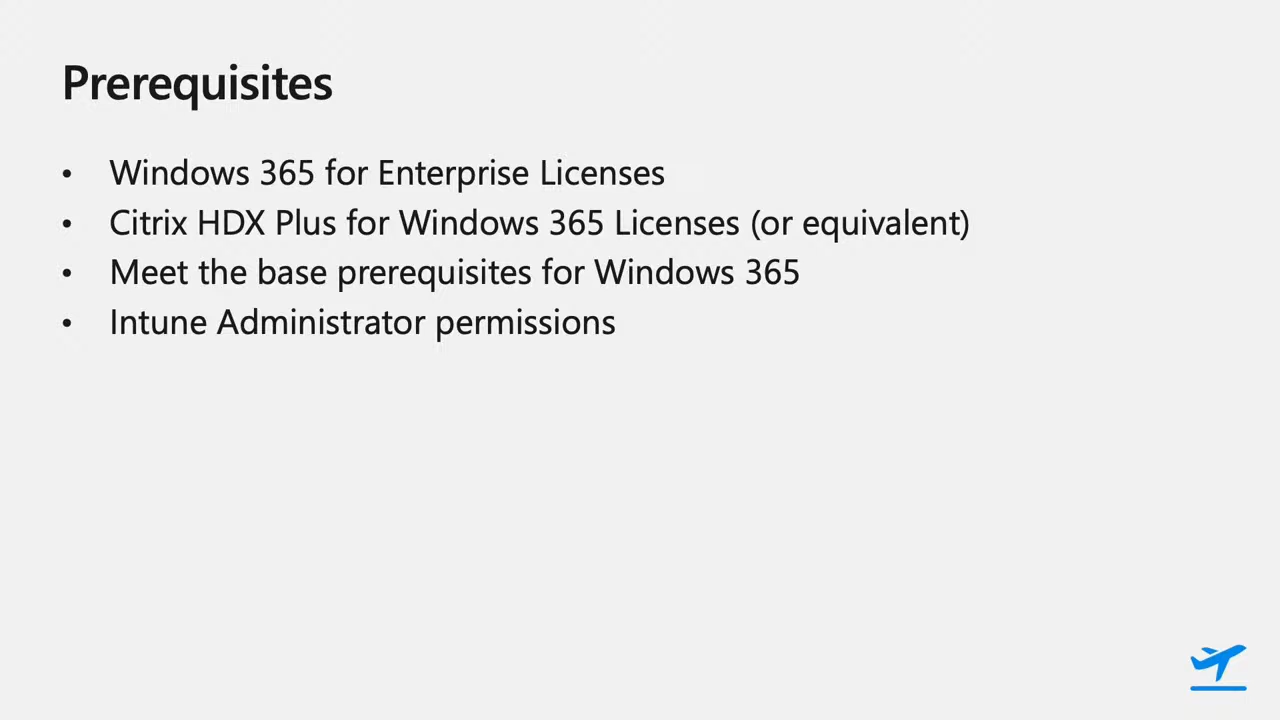 Prerequisites
• Windows 365 for Enterprise Licenses
• Citrix HDX Plus for Windows 365 Licenses (or equivalent)
• Meet the base prerequisites for Windows 365
• Intune Administrator permissions